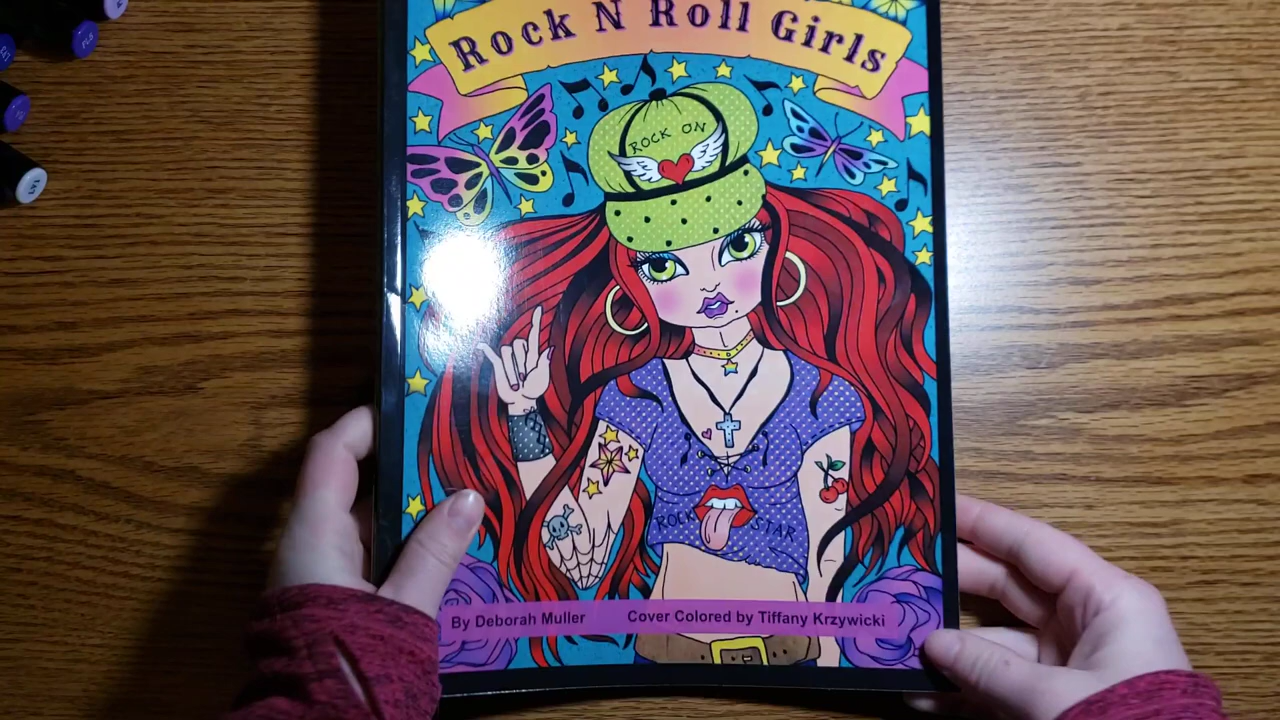 Rock N Roll Girls
ROCK ON
ROCK STAR
By Deborah Muller Cover Colored by Tiffany Krzywicki